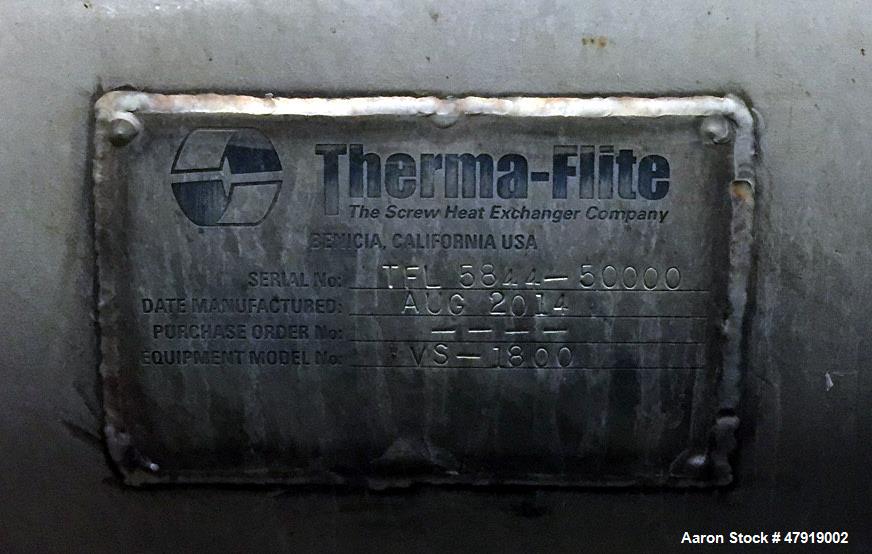 Therma-Flite
The Screw Heat Exchanger Company
BENICIA, CALIFORNIA USA
SERIAL No: TFL 5844-50000
DATE MANUFACTURED: AUG 2014
PURCHASE ORDER No: ----
EQUIPMENT MODEL No: VS-1800
Aaron Stock # 47919002